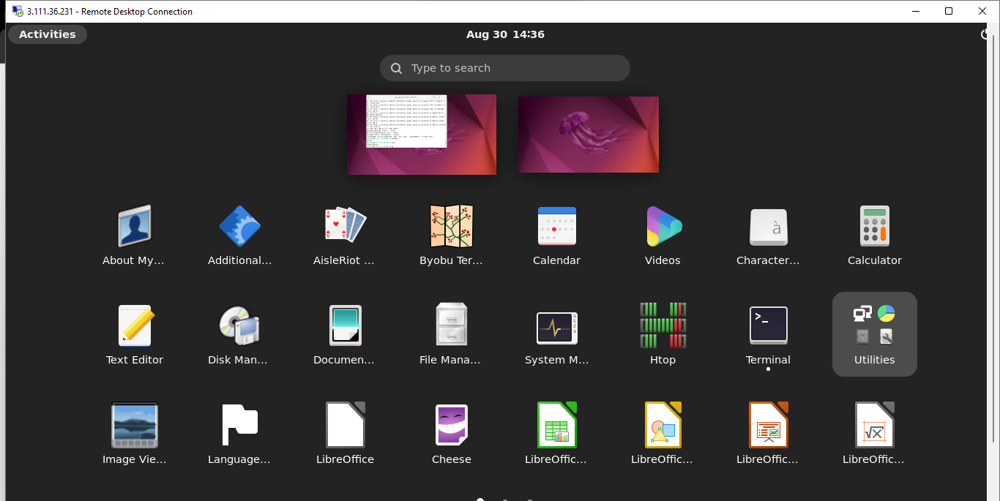 3.111.36.231 - Remote Desktop Connection
Activities
Aug 30 14:36
Type to search
About My...
Additional...
AisleRiot ...
Byobu Ter...
Calendar
Videos
Character...
Calculator
Text Editor
Disk Man...
Documen...
File Mana...
System M...
Htop
Terminal
Utilities
Image Vie...
Language...
LibreOffice
Cheese
LibreOffic...
LibreOffic...
LibreOffic...
LibreOffic...